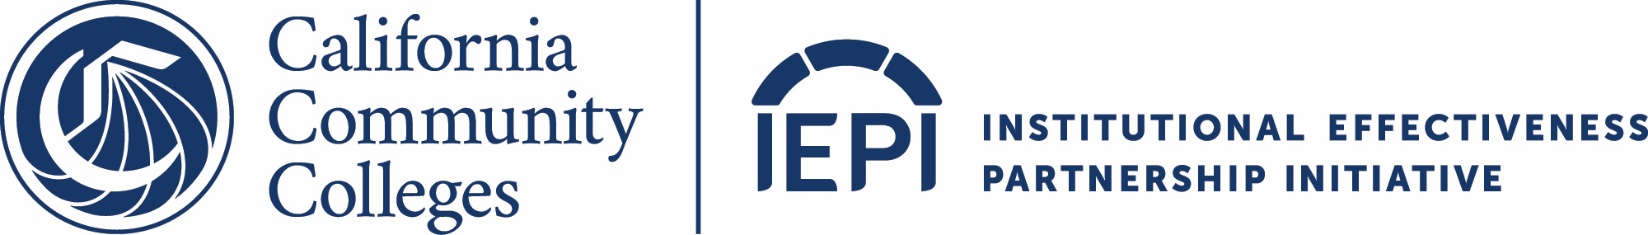 California
Community
Colleges
IEPI
INSTITUTIONAL EFFECTIVENESS
PARTNERSHIP INITIATIVE